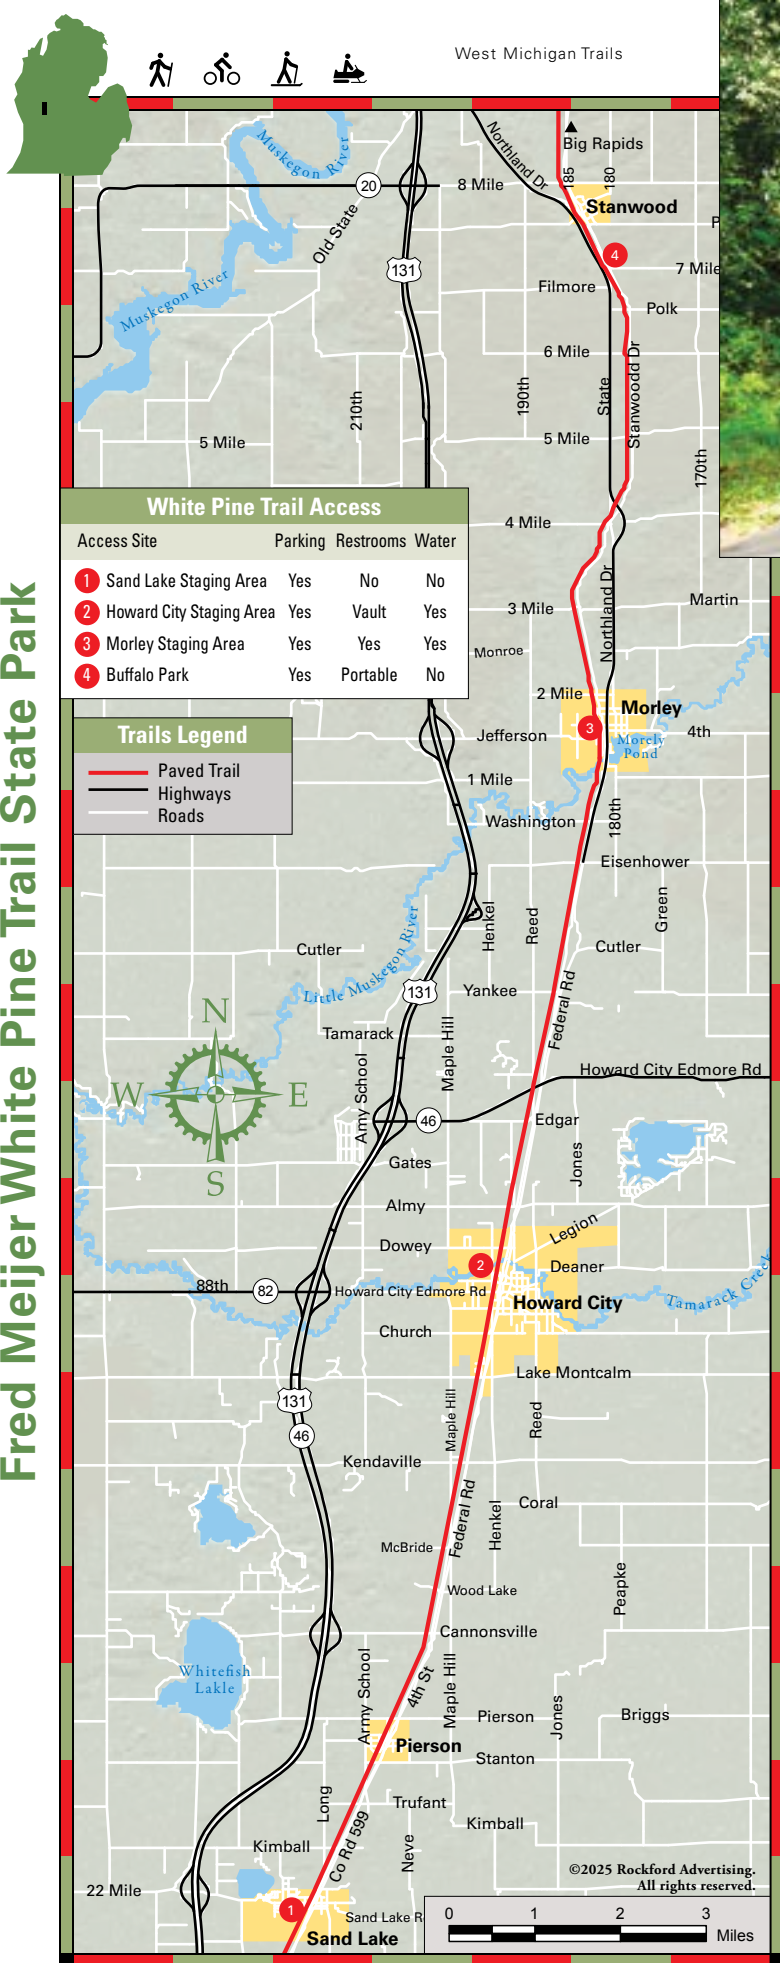 West Michigan Trails
Fred Meijer White Pine Trail State Park
Muskegon River
Northland Dr
Big Rapids
185
180
20
8 Mile
Stanwood
Old State
131
4
7 Mile
Muskegon River
Filmore
Polk
6 Mile
210th
190th
State
Stanwoodd Dr
5 Mile
5 Mile
170th
White Pine Trail Access
Access Site Parking Restrooms Water
1 Sand Lake Staging Area Yes No No
2 Howard City Staging Area Yes Vault Yes
3 Morley Staging Area Yes Yes Yes
4 Buffalo Park Yes Portable No
4 Mile
3 Mile
Northland Dr
Martin
Monroe
2 Mile
Morley
3
Jefferson
Morely
Pond
4th
Trails Legend
Paved Trail
Highways
Roads
1 Mile
Washington
180th
Eisenhower
Green
Henkel
Reed
Cutler
Cutler
Little Muskegon River
131
Yankee
Federal Rd
Tamarack
Maple Hill
N
W
E
S
Amy School
Howard City Edmore Rd
46
Edgar
Gates
Jones
Almy
Legion
Dowey
2
Deaner
88th
82
Howard City Edmore Rd
Howard City
Tamarack Creek
Church
Lake Montcalm
131
46
Maple Hill
Reed
Kendaville
Federal Rd
Henkel
Coral
McBride
Wood Lake
Peapke
Cannonsville
Whitefish
Lakle
Army School
4th St
Maple Hill
Pierson
Jones
Briggs
Pierson
Stanton
Long
Trufant
Co Rd 599
Kimball
Kimball
Neve
22 Mile
1
Sand Lake R
Sand Lake
©2025 Rockford Advertising.
All rights reserved.
0 1 2 3
Miles